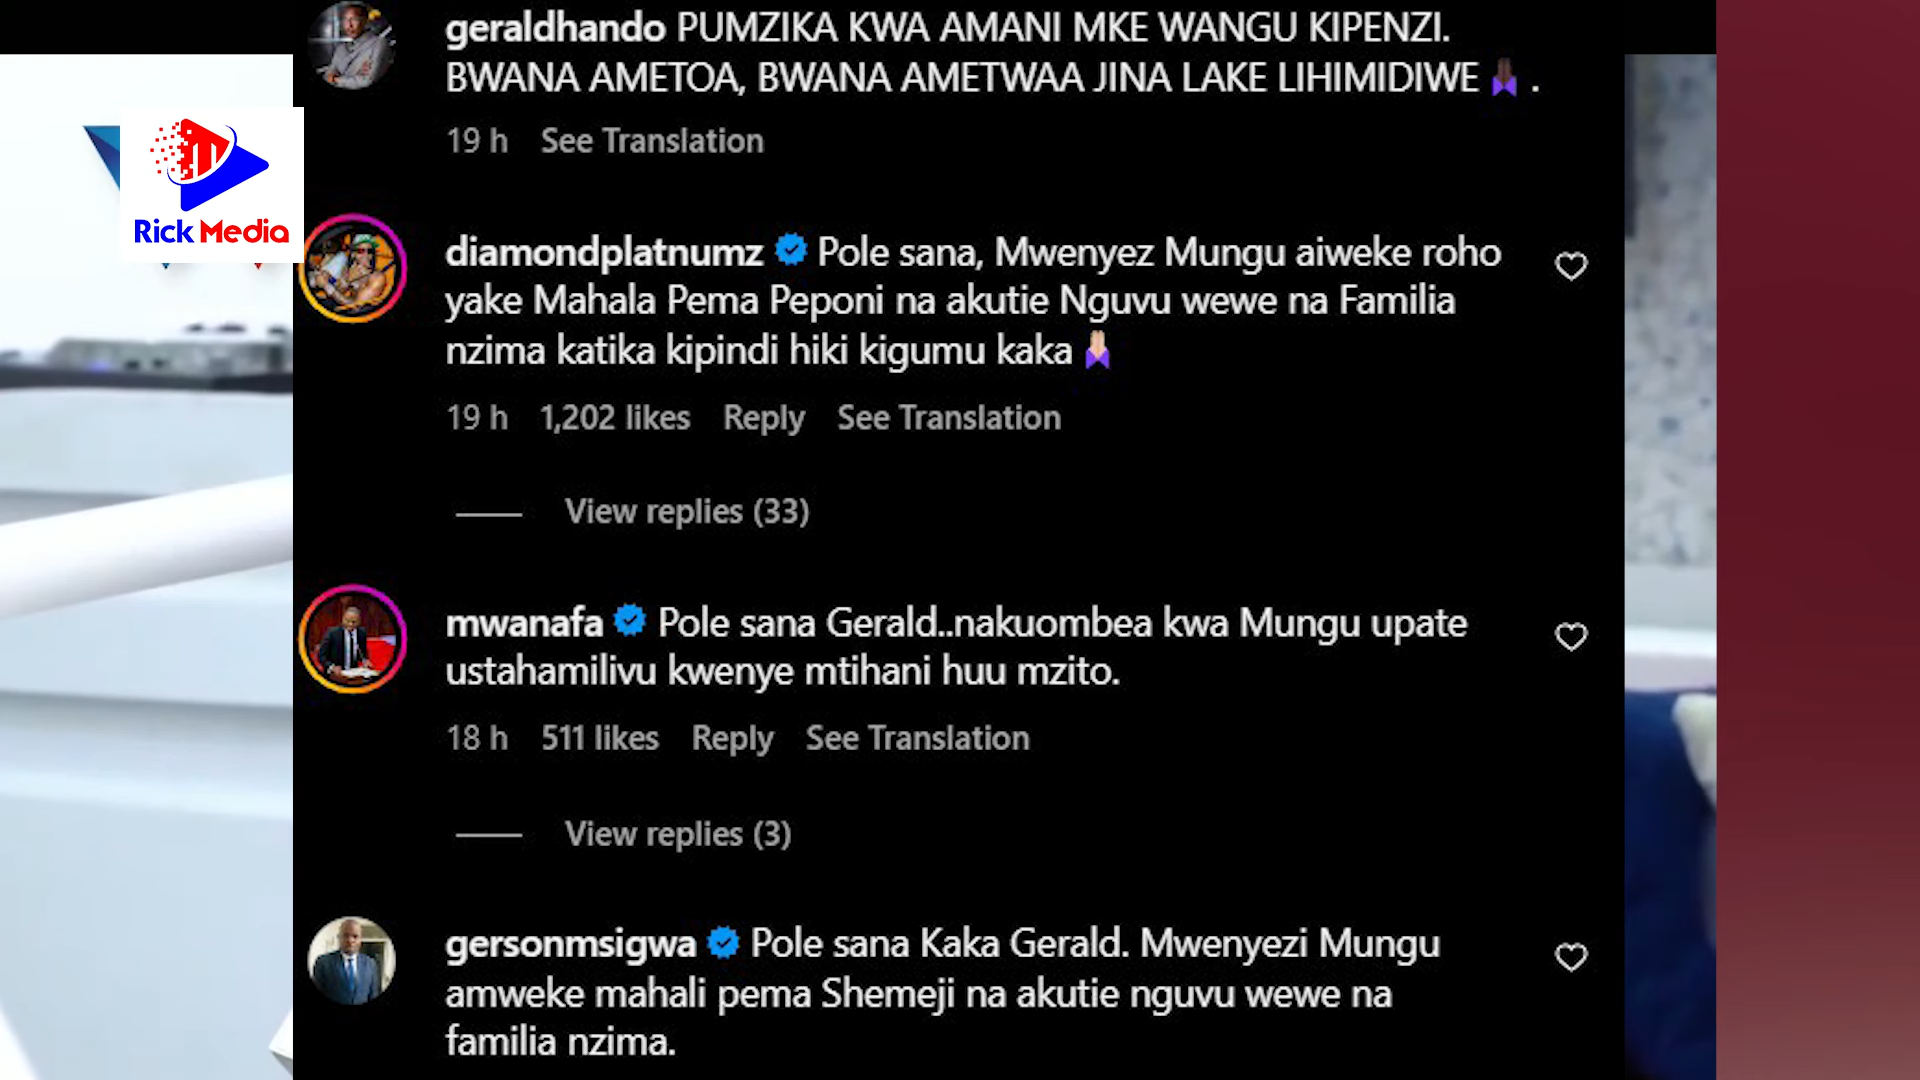 geraldhando PUMZIKA KWA AMANI MKE WANGU KIPENZI.
BWANA AMETOA, BWANA AMETWAA JINA LAKE LIHIMIDIWE🙏🏿.
19 h See Translation
Rick Media
diamondplatnumz Pole sana, Mwenyez Mungu aiweke roho
yake Mahala Pema Peponi na akutie Nguvu wewe na Familia
nzima katika kipindi hiki kigumu kaka🙏🏼
19 h 1,202 likes Reply See Translation
View replies (33)
mwanafa Pole sana Gerald..nakuombea kwa Mungu upate
ustahamilivu kwenye mtihani huu mzito.
18 h 511 likes Reply See Translation
View replies (3)
gersonmsigwa Pole sana Kaka Gerald. Mwenyezi Mungu
amweke mahali pema Shemeji na akutie nguvu wewe na
familia nzima.